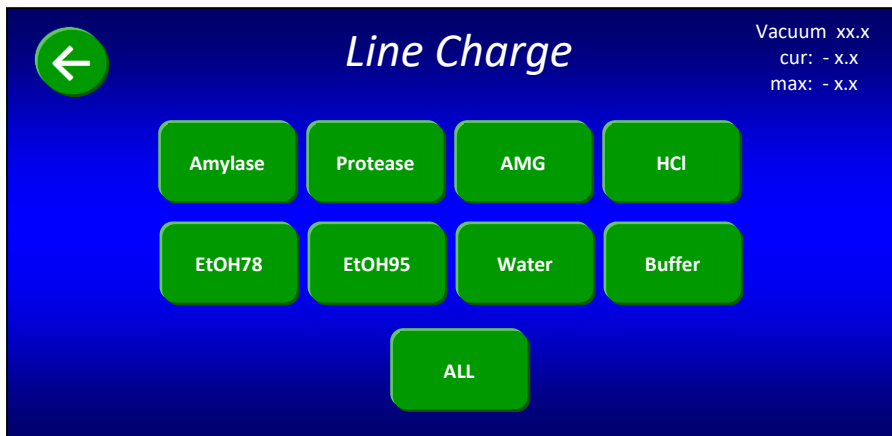 Line Charge
Vacuum xx.x
cur: - x.x
max: - x.x
Amylase Protease AMG HCl
EtOH78 EtOH95 Water Buffer
ALL